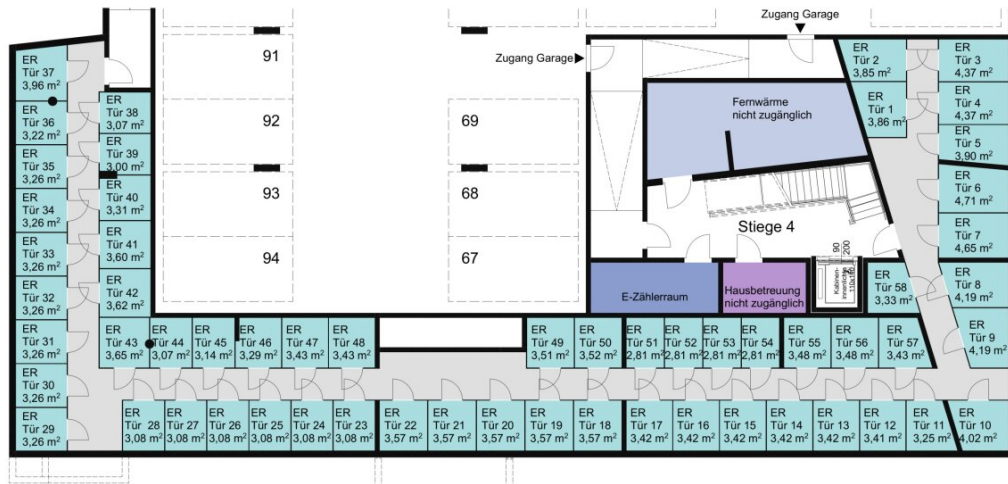 Zugang Garage
Zugang Garage
91
92
93
94
69
68
67
Fernwärme
nicht zugänglich
Stiege 4
E-Zählerraum
Hausbetreuung
nicht zugänglich
90
200
Kabinen-
innenlichte
110x180
ER
Tür 37
3,96 m²
ER
Tür 36
3,22 m²
ER
Tür 35
3,26 m²
ER
Tür 34
3,26 m²
ER
Tür 33
3,26 m²
ER
Tür 32
3,26 m²
ER
Tür 31
3,26 m²
ER
Tür 30
3,26 m²
ER
Tür 29
3,26 m²
ER
Tür 38
3,07 m²
ER
Tür 39
3,00 m²
ER
Tür 40
3,31 m²
ER
Tür 41
3,60 m²
ER
Tür 42
3,62 m²
ER
Tür 43
3,65 m²
ER
Tür 44
3,07 m²
ER
Tür 45
3,14 m²
ER
Tür 46
3,29 m²
ER
Tür 47
3,43 m²
ER
Tür 48
3,43 m²
ER
Tür 49
3,51 m²
ER
Tür 50
3,52 m²
ER
Tür 51
2,81 m²
ER
Tür 52
2,81 m²
ER
Tür 53
2,81 m²
ER
Tür 54
2,81 m²
ER
Tür 55
3,48 m²
ER
Tür 56
3,48 m²
ER
Tür 57
3,43 m²
ER
Tür 58
3,33 m²
ER
Tür 2
3,85 m²
ER
Tür 1
3,86 m²
ER
Tür 3
4,37 m²
ER
Tür 4
4,37 m²
ER
Tür 5
3,90 m²
ER
Tür 6
4,71 m²
ER
Tür 7
4,65 m²
ER
Tür 8
4,19 m²
ER
Tür 9
4,19 m²
ER
Tür 28
3,08 m²
ER
Tür 27
3,08 m²
ER
Tür 26
3,08 m²
ER
Tür 25
3,08 m²
ER
Tür 24
3,08 m²
ER
Tür 23
3,08 m²
ER
Tür 22
3,57 m²
ER
Tür 21
3,57 m²
ER
Tür 20
3,57 m²
ER
Tür 19
3,57 m²
ER
Tür 18
3,57 m²
ER
Tür 17
3,42 m²
ER
Tür 16
3,42 m²
ER
Tür 15
3,42 m²
ER
Tür 14
3,42 m²
ER
Tür 13
3,42 m²
ER
Tür 12
3,41 m²
ER
Tür 11
3,25 m²
ER
Tür 10
4,02 m²